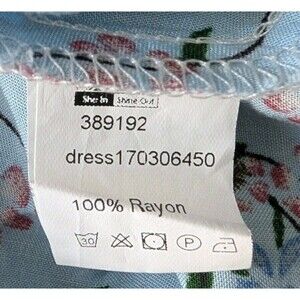 SheIn Shine Out
389192
dress170306450
100% Rayon
30 P